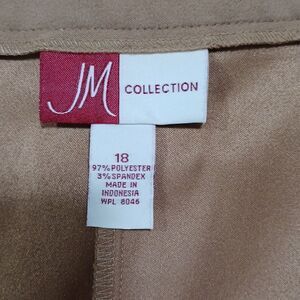 JM COLLECTION
18
97% POLYESTER
3% SPANDEX
MADE IN
INDONESIA
WPL 8046